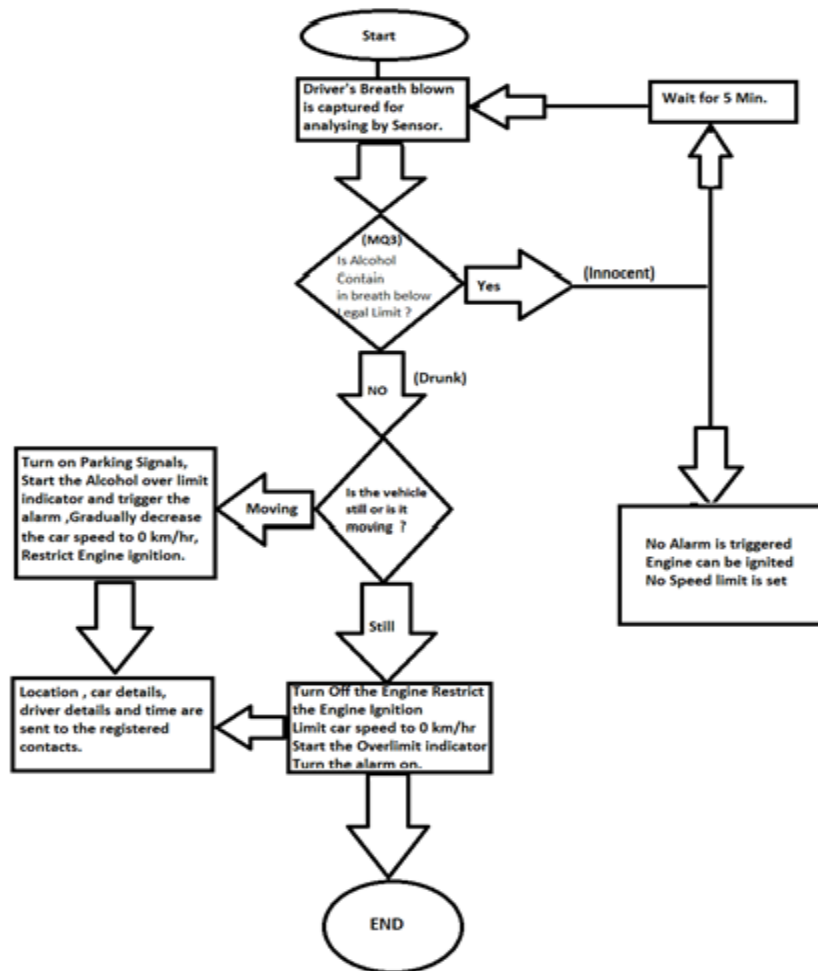 Start
Driver's Breath blown
is captured for
analysing by Sensor.
Wait for 5 Min.
(MQ3)
Is Alcohol
Contain
in breath below
Legal Limit ?
Yes
(Innocent)
NO
(Drunk)
Turn on Parking Signals,
Start the Alcohol over limit
indicator and trigger the
alarm ,Gradually decrease
the car speed to 0 km/hr,
Restrict Engine ignition.
Moving
Is the vehicle
still or is it
moving ?
No Alarm is triggered
Engine can be ignited
No Speed limit is set
Still
Location , car details,
driver details and time are
sent to the registered
contacts.
Turn Off the Engine Restrict
the Engine Ignition
Limit car speed to 0 km/hr
Start the Overlimit indicator
Turn the alarm on.
END